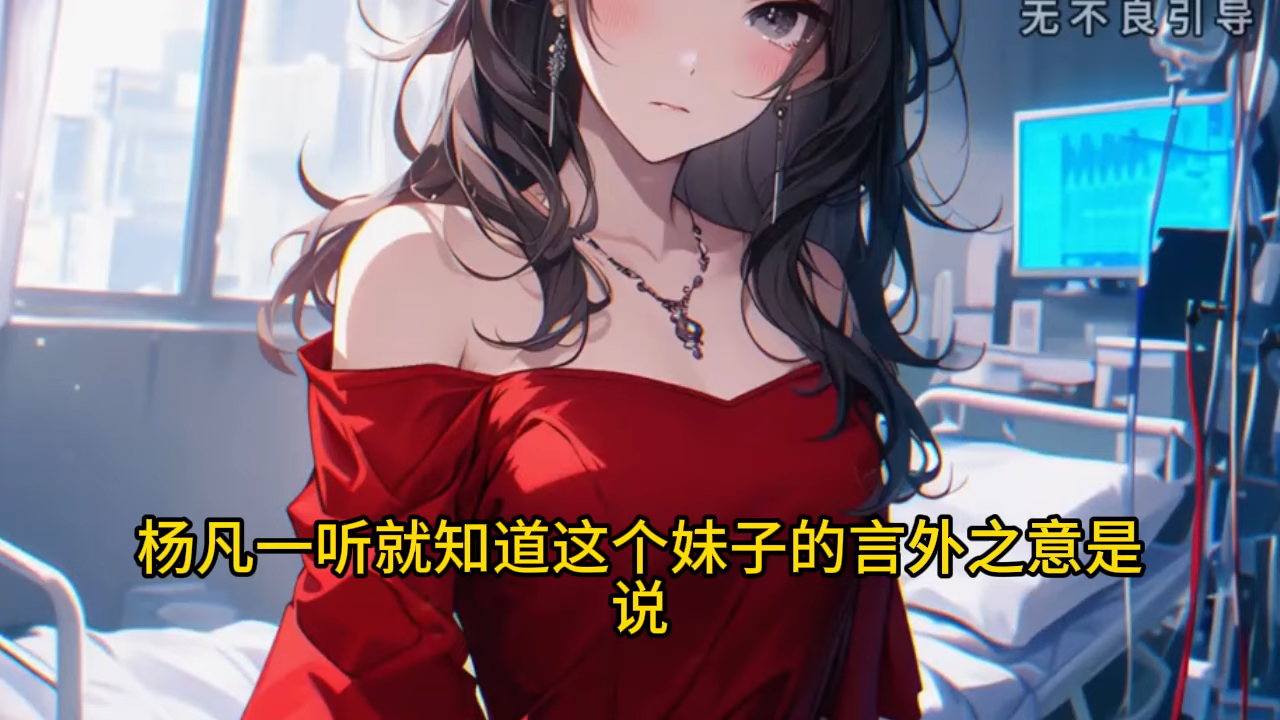 无不良引导
杨凡一听就知道这个妹子的言外之意是
说